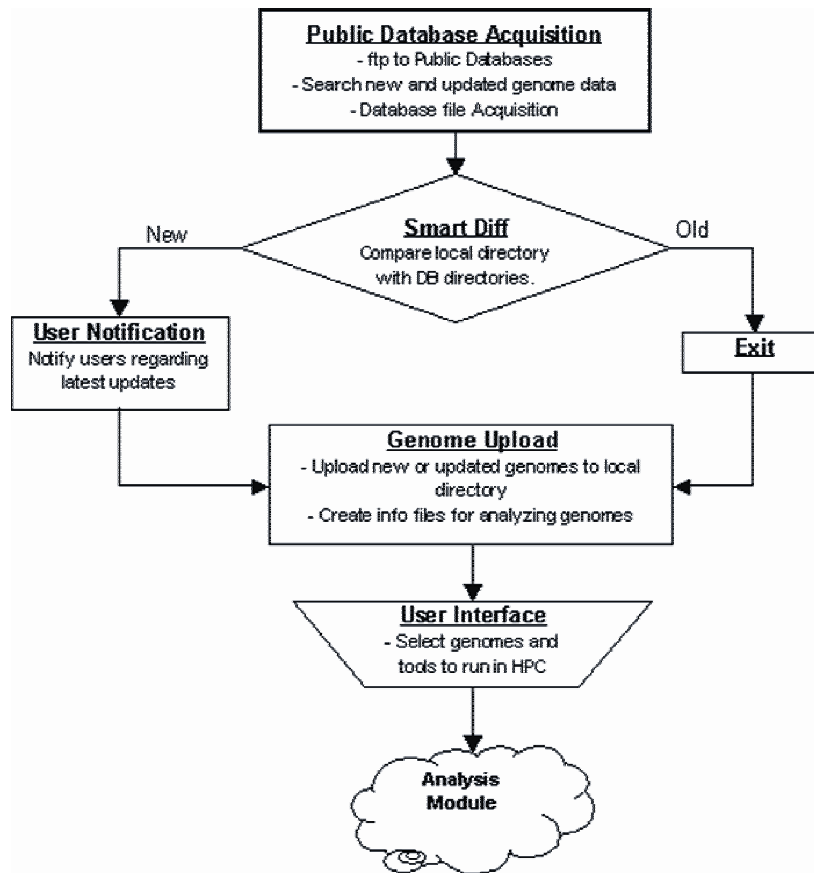 Public Database Acquisition
- ftp to Public Databases
- Search new and updated genome data
- Database file Acquisition
New
Smart Diff
Compare local directory
with DB directories.
Old
User Notification
Notify users regarding
latest updates
Exit
Genome Upload
- Upload new or updated genomes to local
directory
- Create info files for analyzing genomes
User Interface
- Select genomes and
tools to run in HPC
Analysis
Module